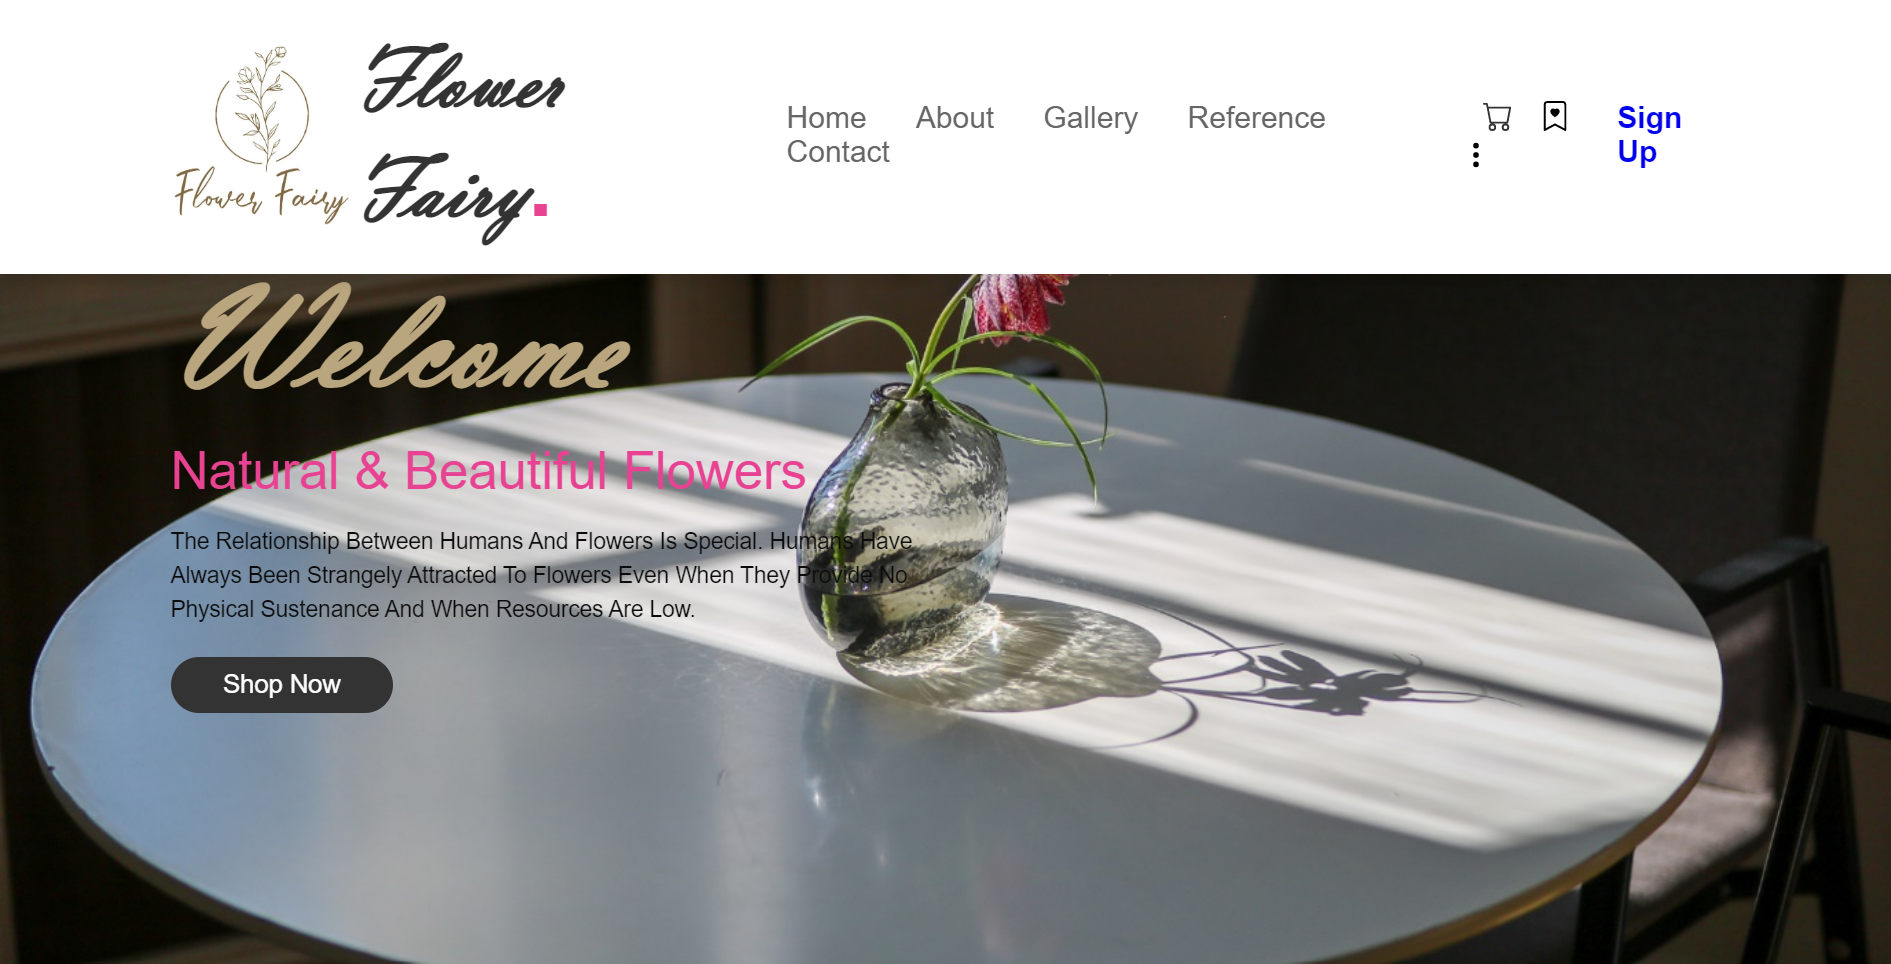 Flower Fairy
Flower
Fairy.
Home About Gallery Reference
Contact
Sign
Up
Welcome
Natural & Beautiful Flowers
The Relationship Between Humans And Flowers Is Special. Humans Have
Always Been Strangely Attracted To Flowers Even When They Provide No
Physical Sustenance And When Resources Are Low.
Shop Now